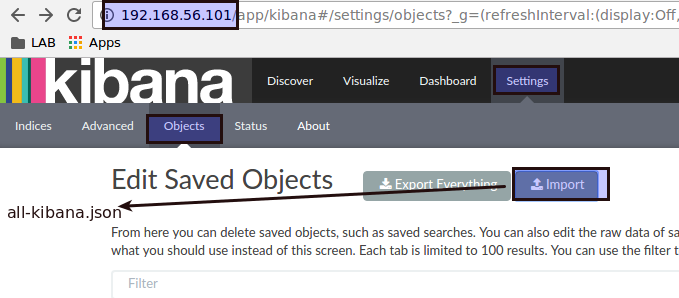 192.168.56.101/app/kibana#/settings/objects?_g=(refreshInterval:(display:Off,
LAB Apps
kibana Discover Visualize Dashboard Settings
Indices Advanced Objects Status About
Edit Saved Objects Export Everything Import
all-kibana.json
From here you can delete saved objects, such as saved searches. You can also edit the raw data of sa
what you should use instead of this screen. Each tab is limited to 100 results. You can use the filter t
Filter